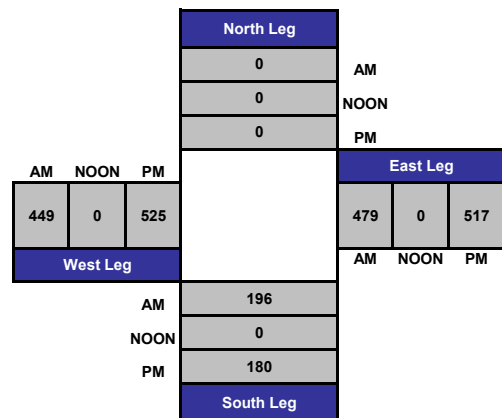 North Leg
0
AM
0
NOON
0
PM
AM NOON PM
East Leg
449 0 525
479 0 517
West Leg
AM NOON PM
AM 196
NOON 0
PM 180
South Leg